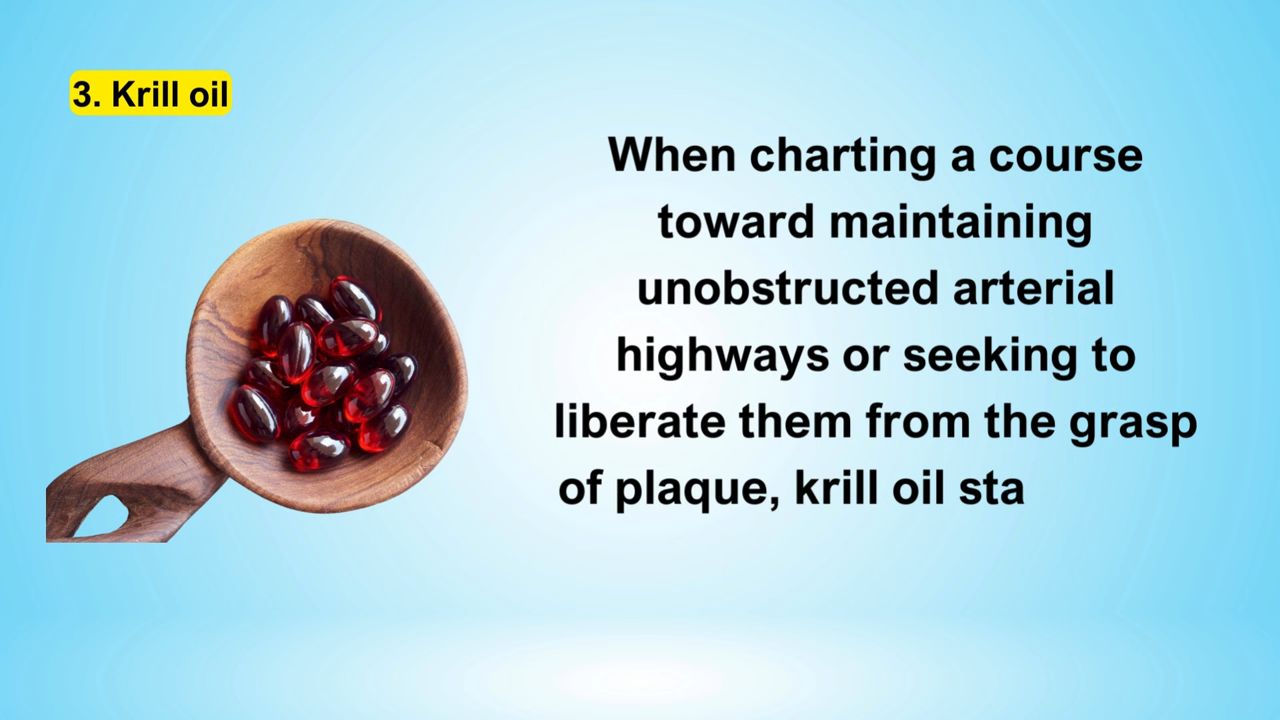 3. Krill oil
When charting a course
toward maintaining
unobstructed arterial
highways or seeking to
liberate them from the grasp
of plaque, krill oil sta